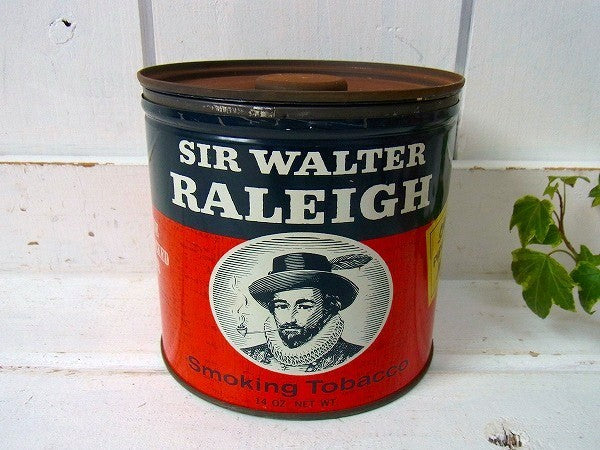 SIR WALTER
RALEIGH
Smoking Tobacco
14 OZ. NET WT.